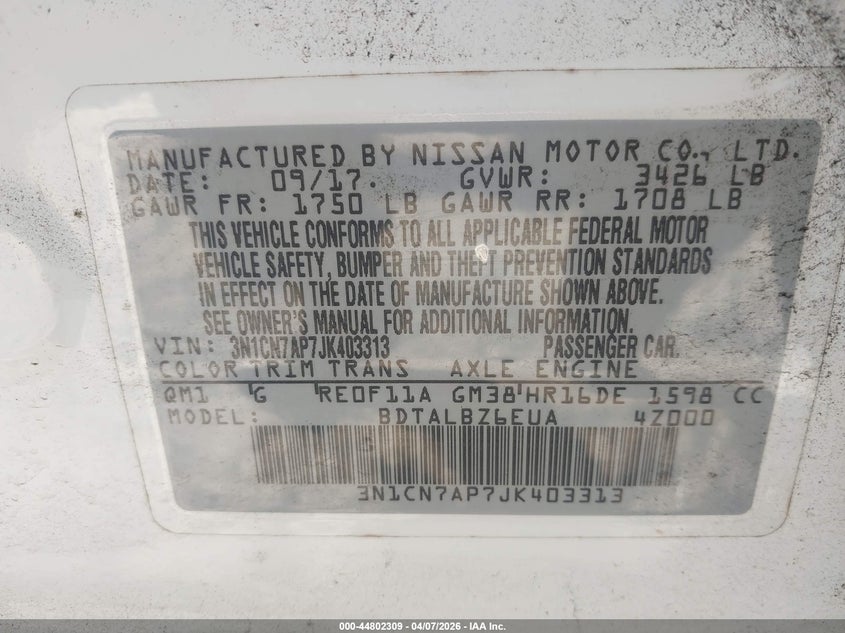 MANUFACTURED BY NISSAN MOTOR CO., LTD.
DATE: 09/17. GVWR: 3426 LB
GAWR FR: 1750 LB GAWR RR: 1708 LB
THIS VEHICLE CONFORMS TO ALL APPLICABLE FEDERAL MOTOR
VEHICLE SAFETY, BUMPER AND THEFT PREVENTION STANDARDS
IN EFFECT ON THE DATE OF MANUFACTURE SHOWN ABOVE.
SEE OWNER'S MANUAL FOR ADDITIONAL INFORMATION.
VIN: 3N1CN7AP7JK403313 PASSENGER CAR.
COLOR TRIM TRANS AXLE ENGINE
QM1 G RE0F11A GM38 HR16DE 1598 CC
MODEL: BDTALBZ6EUA 4Z000
3N1CN7AP7JK403313
000-44802309 | 04/07/2026 - IAA Inc.